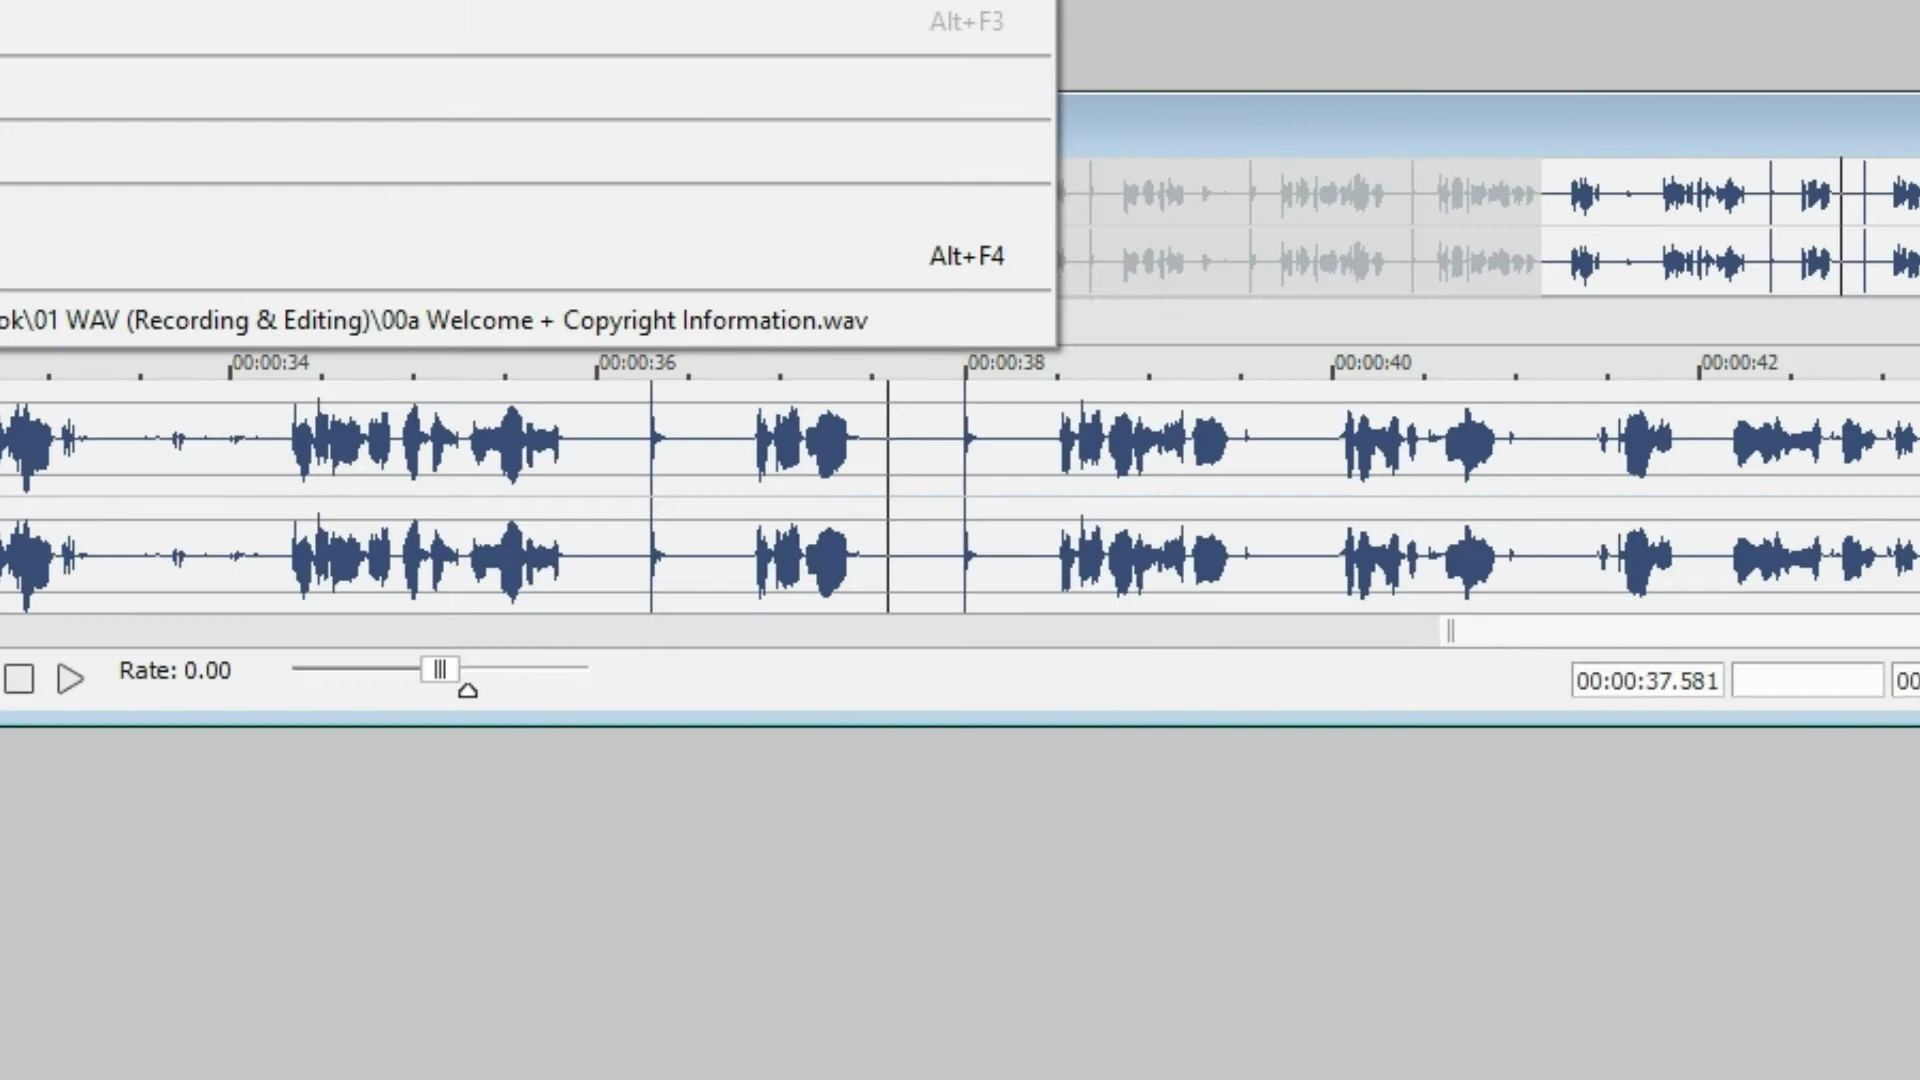 Alt+F3
Alt+F4
ok\01 WAV (Recording & Editing)\00a Welcome + Copyright Information.wav
00:00:34 00:00:36 00:00:38 00:00:40 00:00:42
Rate: 0.00
00:00:37.581 00